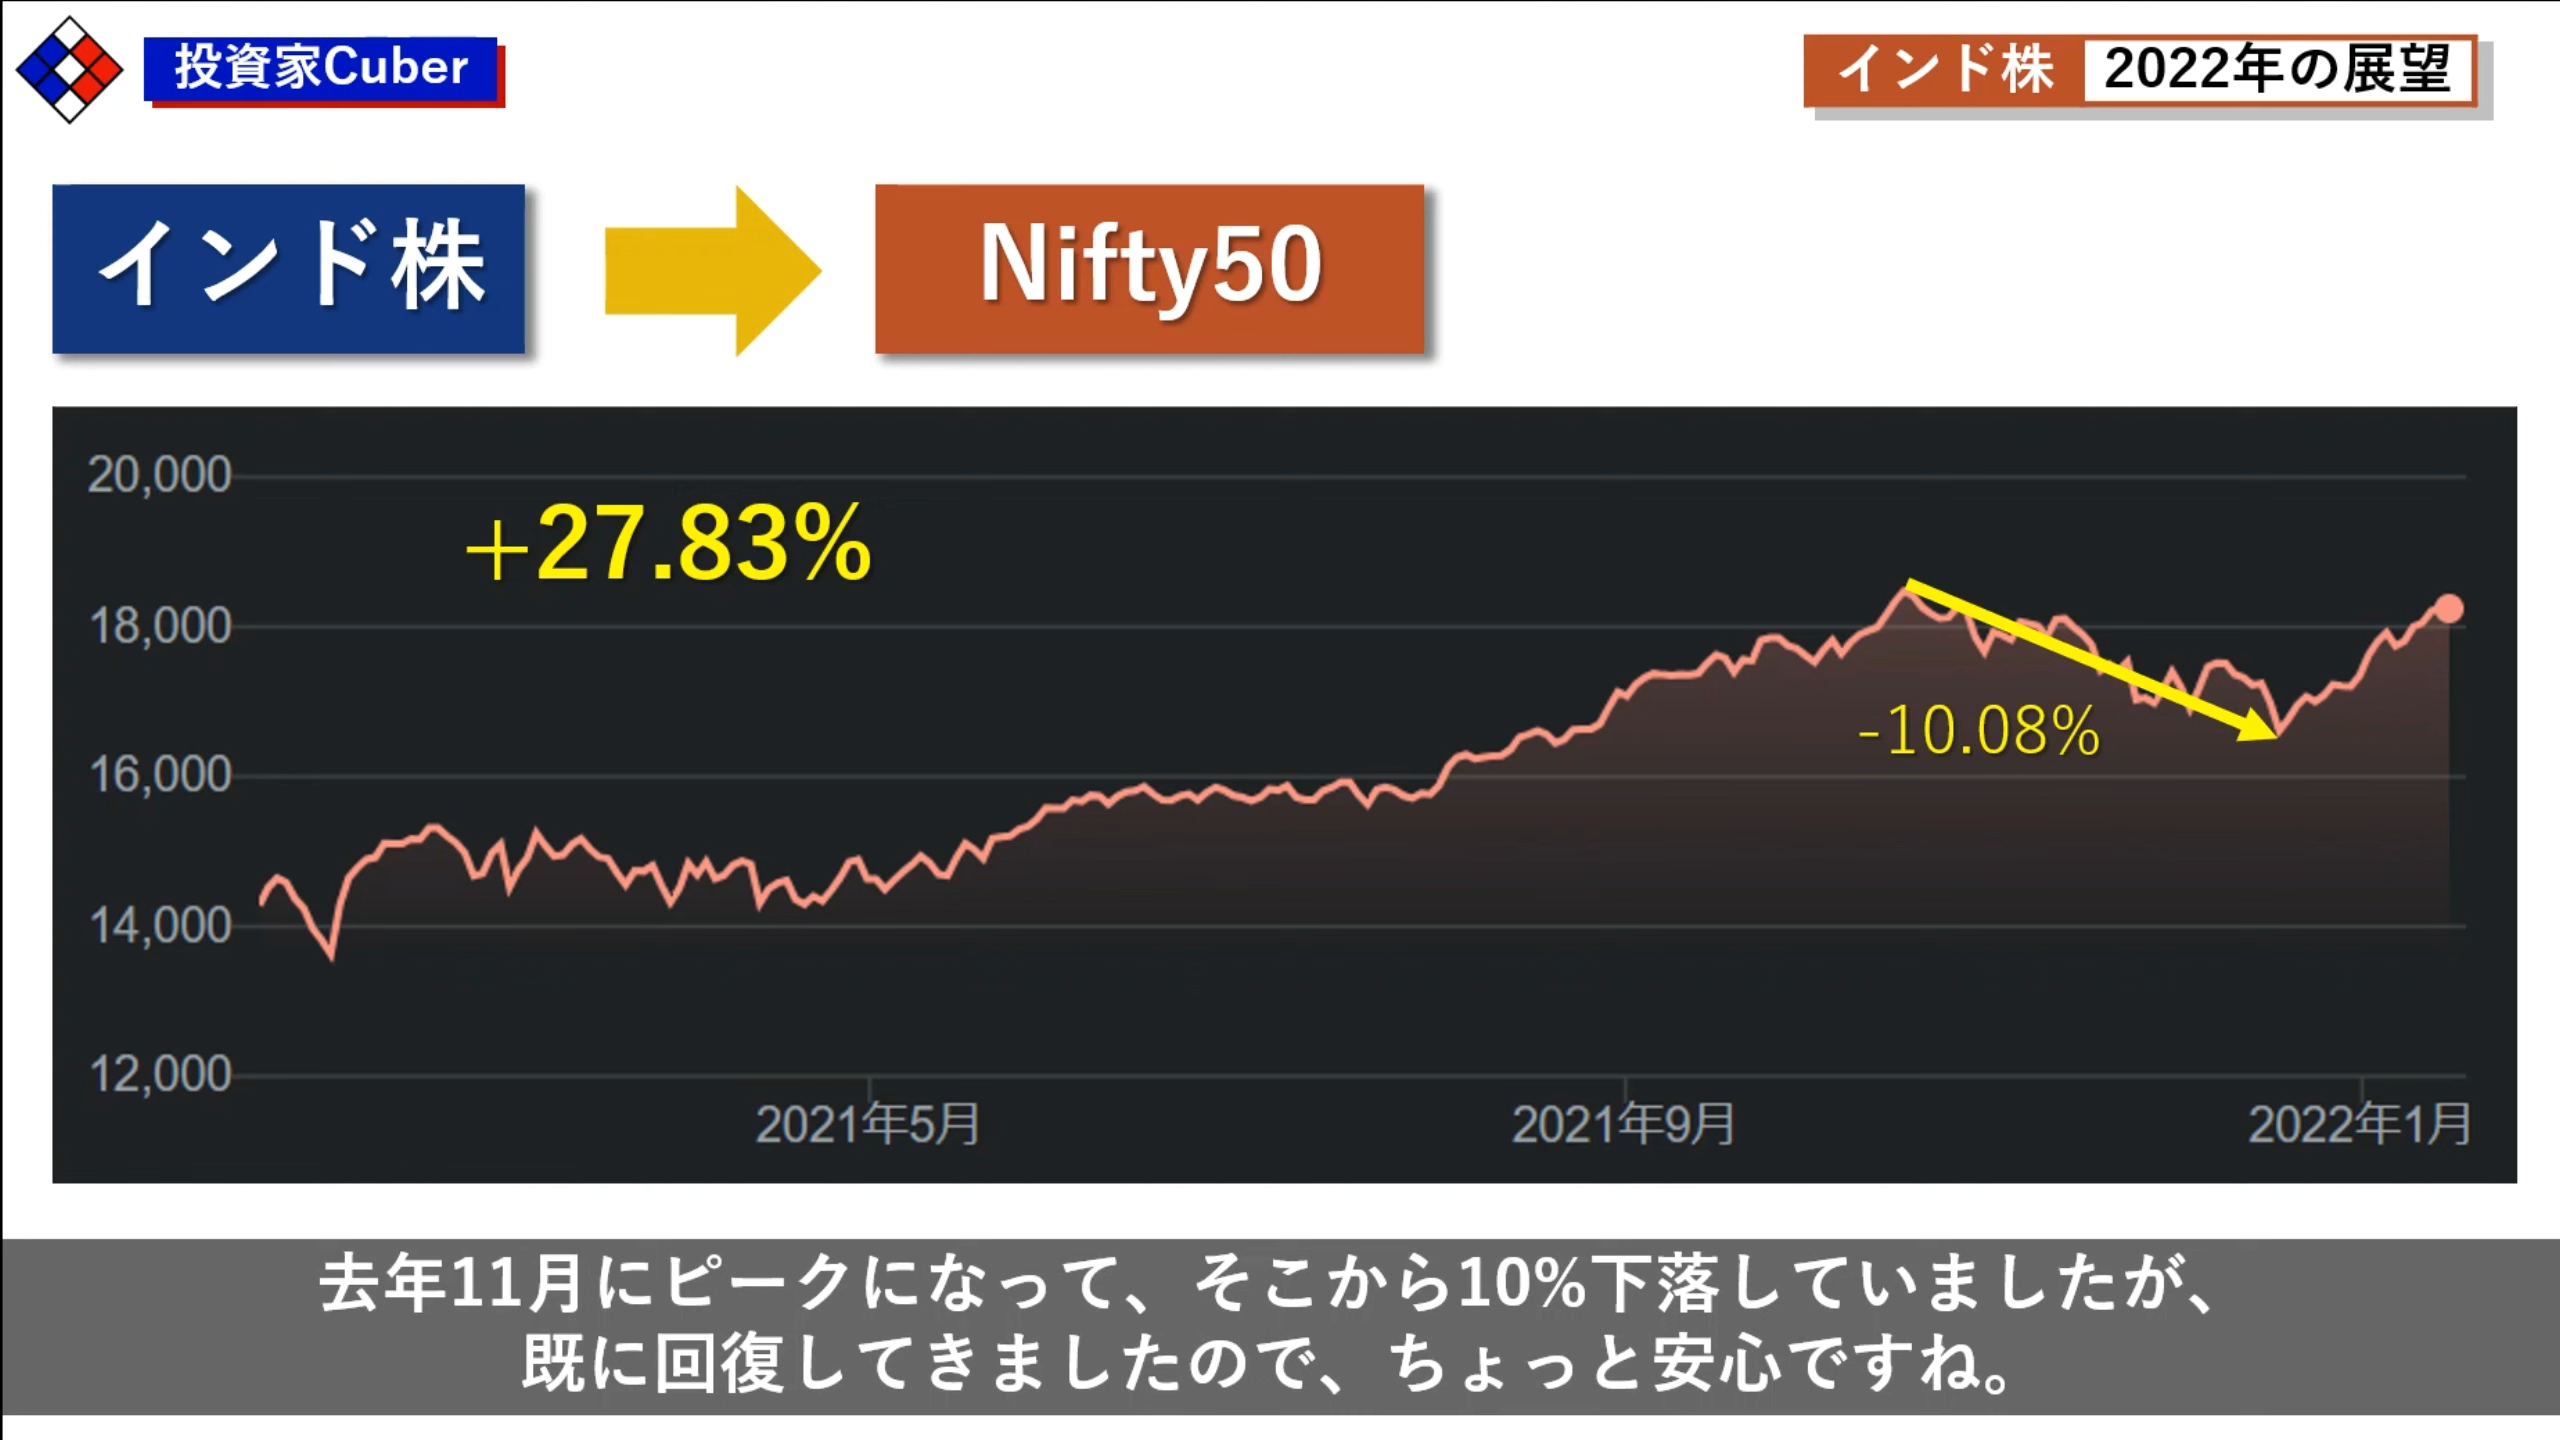 投資家Cuber
インド株 2022年の展望
インド株
Nifty50
20,000
+27.83%
18,000
-10.08%
16,000
14,000
12,000
2021年5月 2021年9月 2022年1月
去年11月にピークになって、そこから10%下落していましたが、
既に回復してきましたので、ちょっと安心ですね。